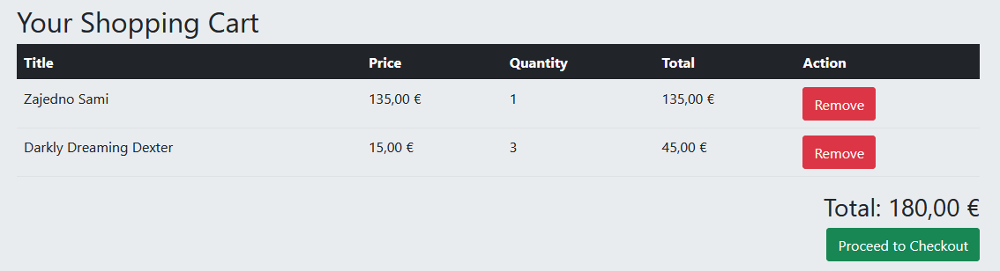 Your Shopping Cart
Title Price Quantity Total Action
Zajedno Sami 135,00 € 1 135,00 € Remove
Darkly Dreaming Dexter 15,00 € 3 45,00 € Remove
Total: 180,00 €
Proceed to Checkout